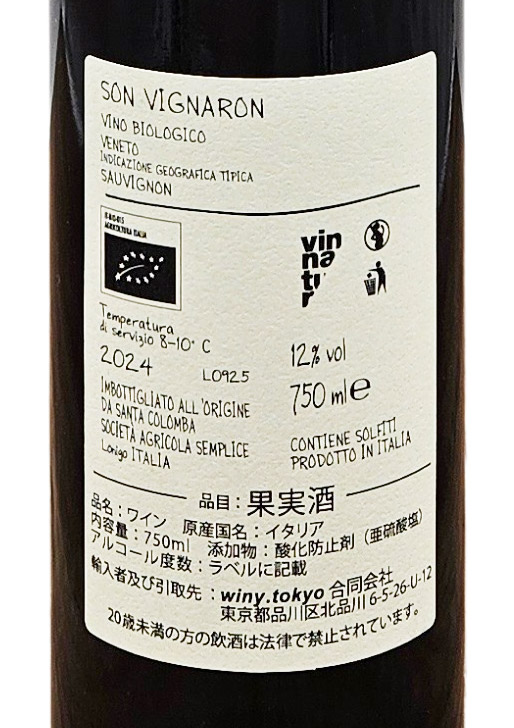 SON VIGNARON
VINO BIOLOGICO
VENETO
INDICAZIONE GEOGRAFICA TIPICA
SAUVIGNON
IT-BIO-015
AGRICOLTURA ITALIA
vin
na
tu
r
Temperatura
di servizio 8-10° C
2024 L0925
12% vol
750 ml e
IMBOTTIGLIATO ALL'ORIGINE
DA SANTA COLOMBA
SOCIETÀ AGRICOLA SEMPLICE
Lonigo ITALIA
CONTIENE SOLFITI
PRODOTTO IN ITALIA
品目：果実酒
品名：ワイン 原産国名：イタリア
内容量：750ml 添加物：酸化防止剤（亜硫酸塩）
アルコール度数：ラベルに記載
輸入者及び引取先：winy.tokyo 合同会社
東京都品川区北品川 6-5-26-U-12
20歳未満の方の飲酒は法律で禁止されています。